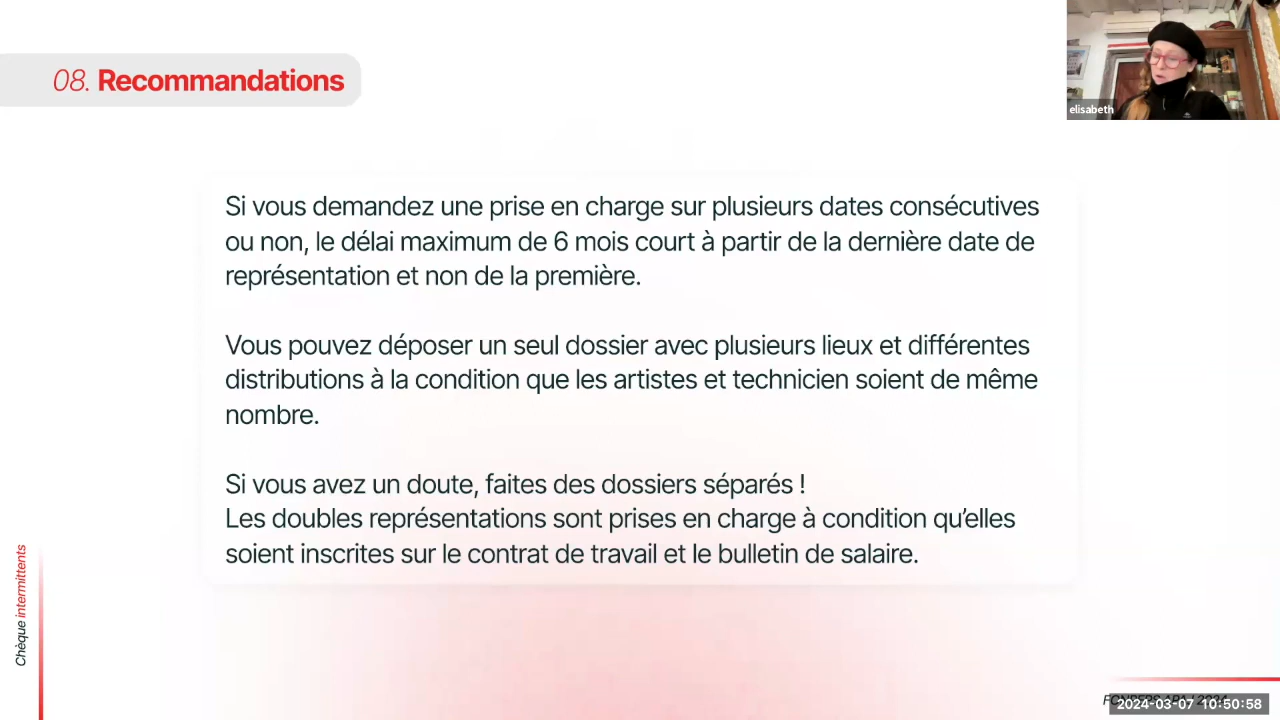 08. Recommandations
elisabeth
Si vous demandez une prise en charge sur plusieurs dates consécutives
ou non, le délai maximum de 6 mois court à partir de la dernière date de
représentation et non de la première.
Vous pouvez déposer un seul dossier avec plusieurs lieux et différentes
distributions à la condition que les artistes et technicien soient de même
nombre.
Si vous avez un doute, faites des dossiers séparés !
Les doubles représentations sont prises en charge à condition qu’elles
soient inscrites sur le contrat de travail et le bulletin de salaire.
Chèque intermittents
2024-03-07 10:50:58